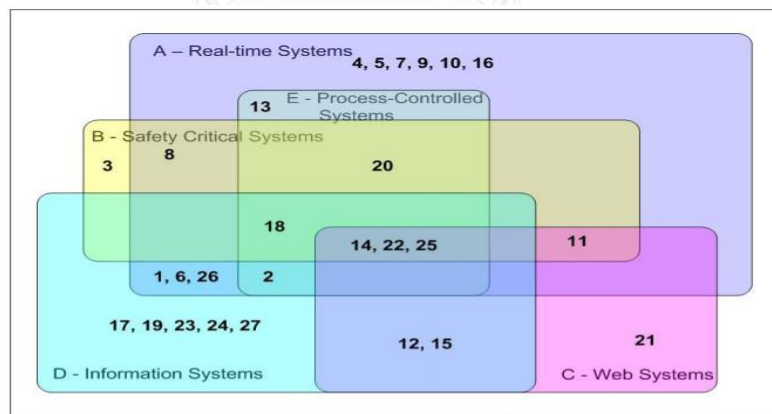 A – Real-time Systems
4, 5, 7, 9, 10, 16
13
E - Process-Controlled
Systems
B - Safety Critical Systems
8
3
20
18
14, 22, 25
11
1, 6, 26
2
17, 19, 23, 24, 27
12, 15
21
D - Information Systems
C - Web Systems